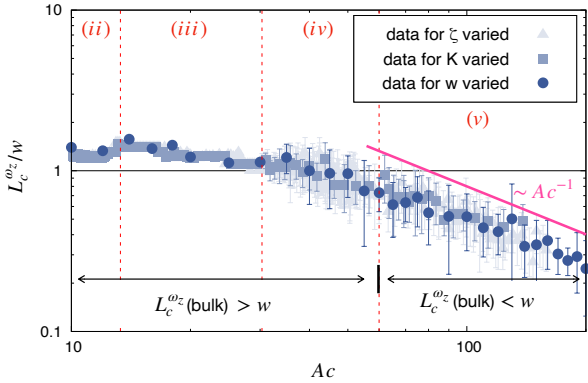 10
(ii)
(iii)
(iv)
data for ζ varied
data for K varied
data for w varied
(v)
L_c^{ω_z}/w
1
~ Ac^{-1}
L_c^{ω_z}(bulk) > w
L_c^{ω_z}(bulk) < w
0.1
10
100
Ac